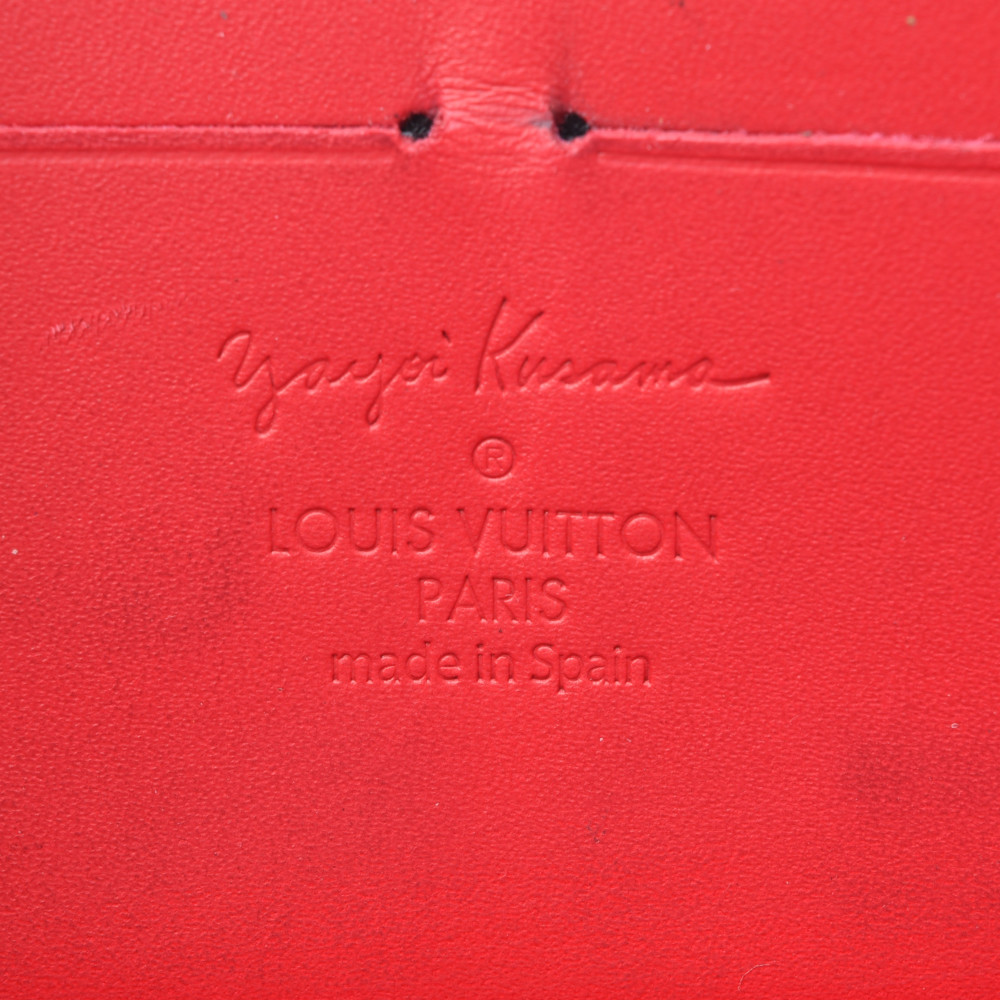 Yayoi Kusama
®
LOUIS VUITTON
PARIS
made in Spain